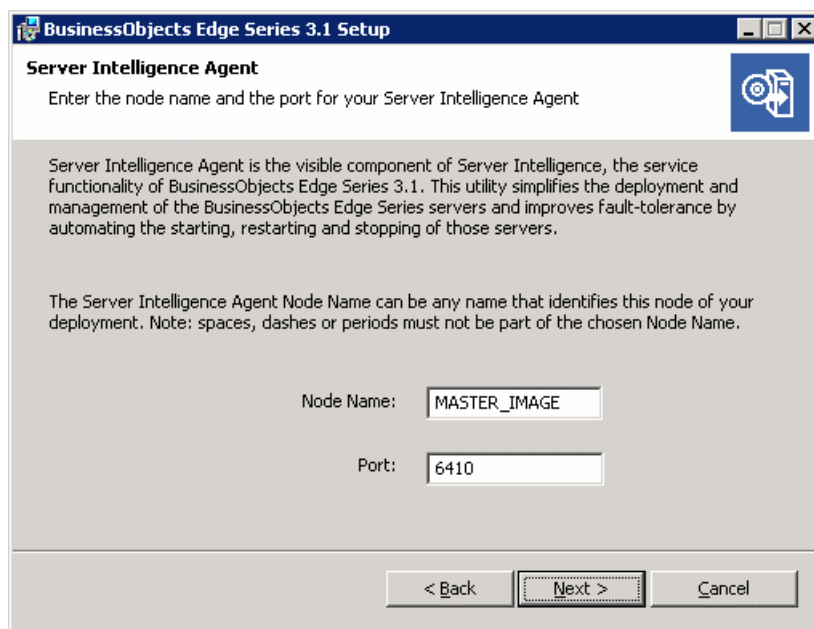 BusinessObjects Edge Series 3.1 Setup
Server Intelligence Agent
Enter the node name and the port for your Server Intelligence Agent
Server Intelligence Agent is the visible component of Server Intelligence, the service
functionality of BusinessObjects Edge Series 3.1. This utility simplifies the deployment and
management of the BusinessObjects Edge Series servers and improves fault-tolerance by
automating the starting, restarting and stopping of those servers.
The Server Intelligence Agent Node Name can be any name that identifies this node of your
deployment. Note: spaces, dashes or periods must not be part of the chosen Node Name.
Node Name: MASTER_IMAGE
Port: 6410
< Back Next > Cancel